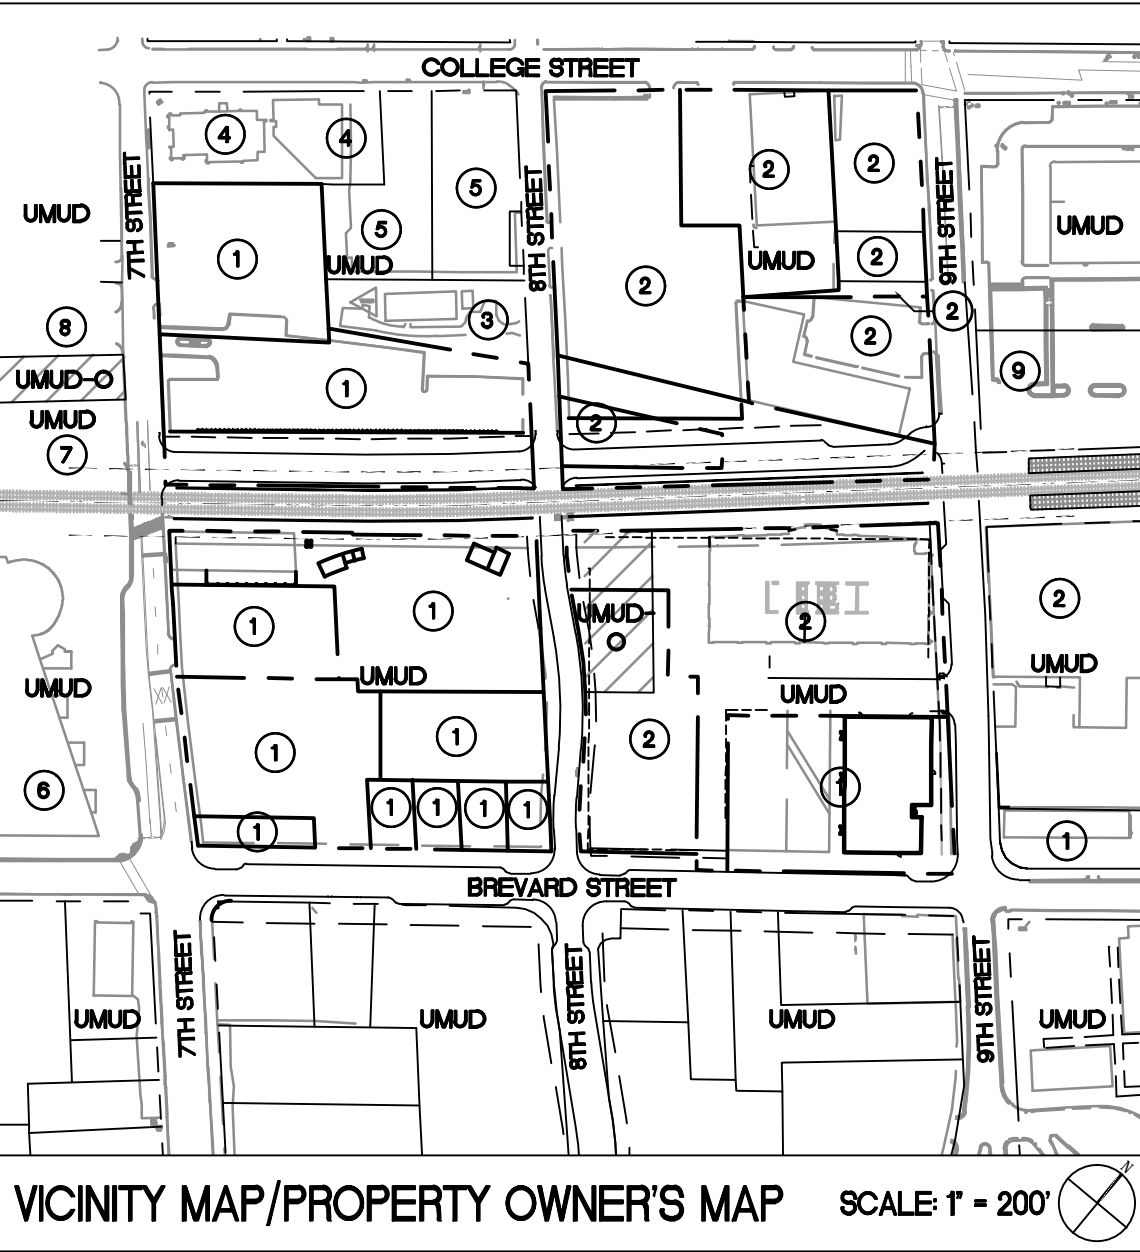 COLLEGE STREET
4
4
5
2
2
7TH STREET
8TH STREET
9TH STREET
UMUD
5
UMUD
1
UMUD
UMUD
2
2
2
8
3
2
UMUD-O
1
9
UMUD
2
7
1
1
UMUD-
O
2
2
UMUD
UMUD
UMUD
UMUD
1
1
2
6
1
1
1
1
1
1
1
BREVARD STREET
7TH STREET
8TH STREET
9TH STREET
UMUD
UMUD
UMUD
UMUD
VICINITY MAP/PROPERTY OWNER'S MAP
SCALE: 1" = 200'
N